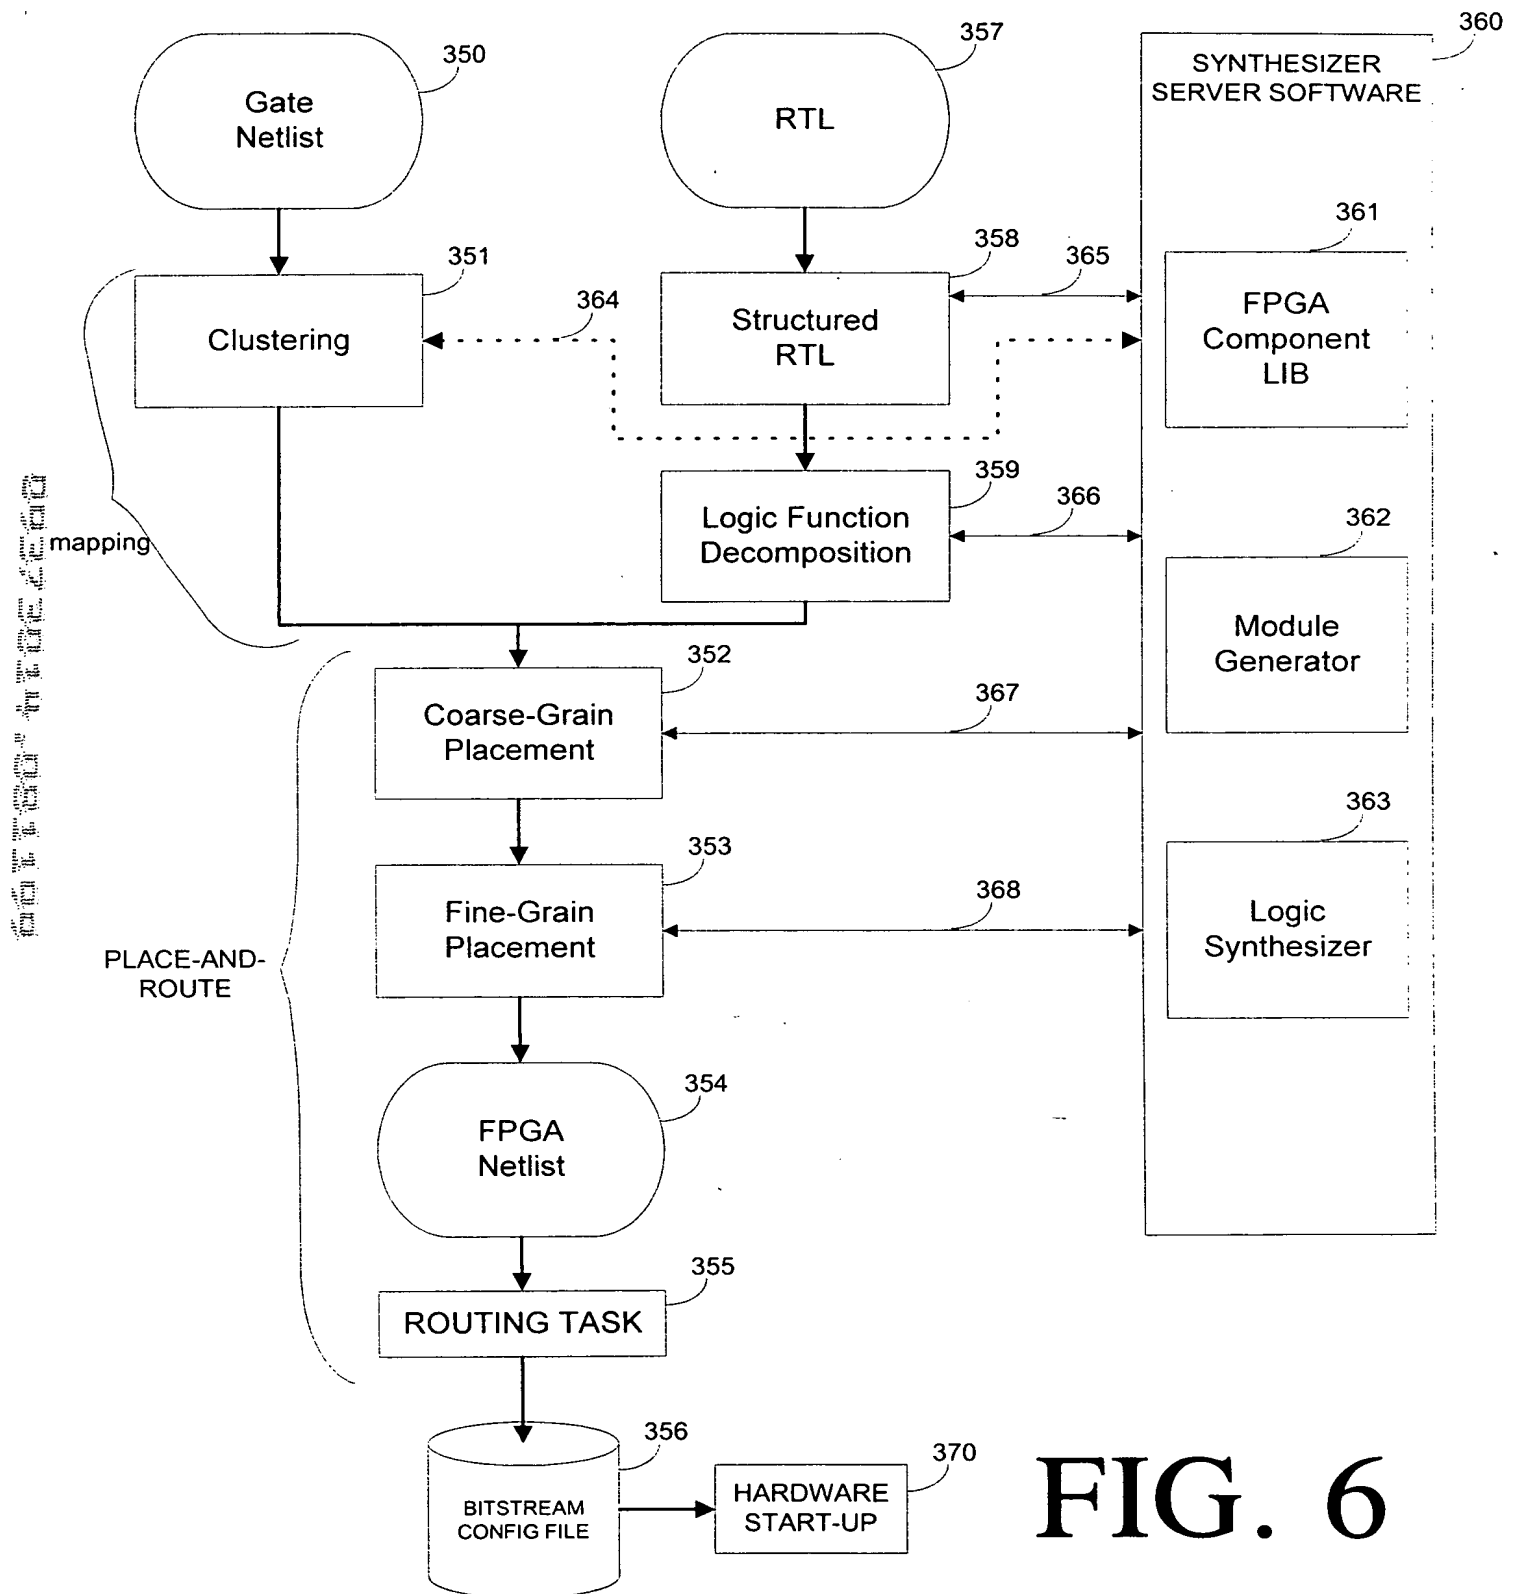 350
Gate
Netlist
357
RTL
360
SYNTHESIZER
SERVER SOFTWARE
351
Clustering
364
358
Structured
RTL
365
361
FPGA
Component
LIB
mapping
359
Logic Function
Decomposition
366
362
Module
Generator
352
Coarse-Grain
Placement
367
353
Fine-Grain
Placement
368
363
Logic
Synthesizer
PLACE-AND-
ROUTE
354
FPGA
Netlist
355
ROUTING TASK
356
BITSTREAM
CONFIG FILE
370
HARDWARE
START-UP
FIG. 6